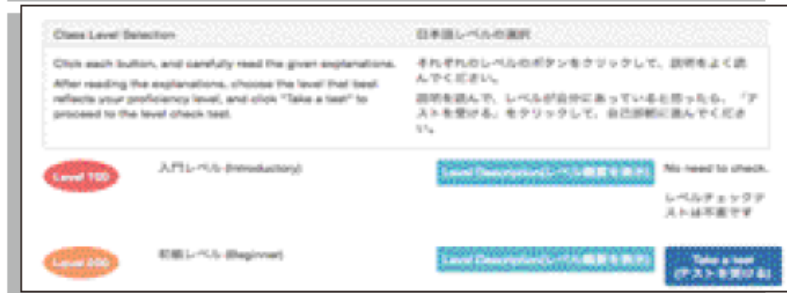 Class Level Selection
日本語レベルの選択
Click each button, and carefully read the given explanations.
After reading the explanations, choose the level that best
reflects your proficiency level, and click "Take a test" to
proceed to the level check test.
それぞれのレベルのボタンをクリックして、説明をよく読
んでください。
説明を読んで、レベルが自分にあっていると思ったら、「テ
ストを受ける」をクリックして、自己診断に進んでくださ
い。
Level 100
入門レベル (Introductory)
Level Description(レベル概要を表示)
No need to check.
レベルチェックテ
ストは不要です
Level 200
初級レベル (Beginner)
Level Description(レベル概要を表示)
Take a test
(テストを受ける)